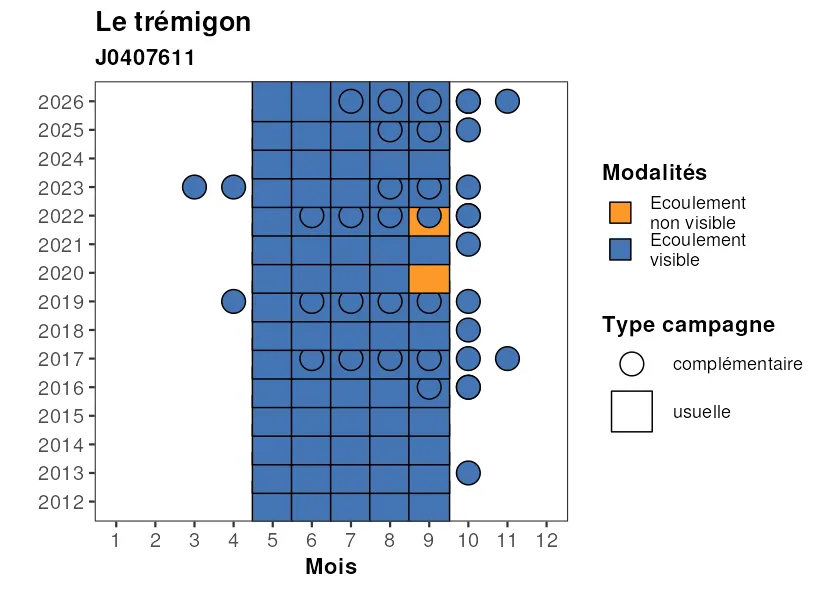 Le trémigon
J0407611
2026
2025
2024
2023
2022
2021
2020
2019
2018
2017
2016
2015
2014
2013
2012
1 2 3 4 5 6 7 8 9 10 11 12
Mois
Modalités
Ecoulement
non visible
Ecoulement
visible
Type campagne
complémentaire
usuelle